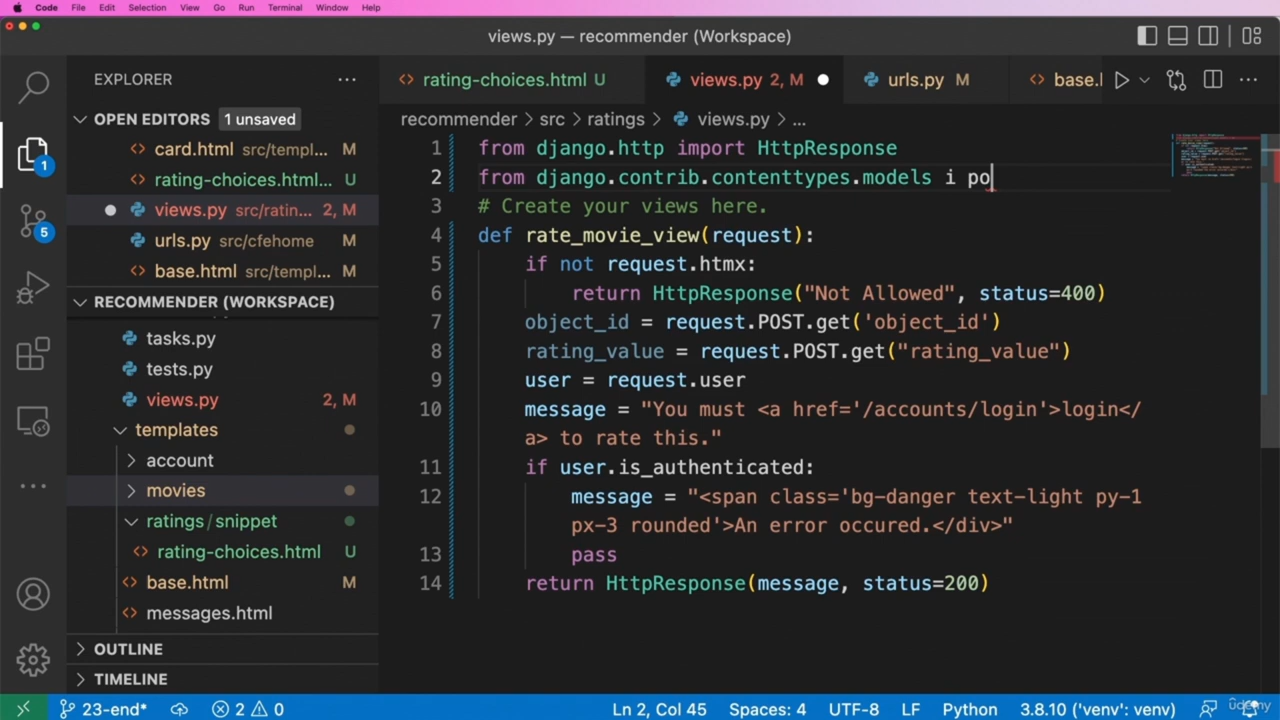 Code File Edit Selection View Go Run Terminal Window Help
views.py — recommender (Workspace)
EXPLORER
rating-choices.html U
views.py 2, M
urls.py M
base.
OPEN EDITORS 1 unsaved
recommender > src > ratings > views.py > ...
card.html src/templ... M
rating-choices.html... U
views.py src/ratin... 2, M
urls.py src/cfehome M
base.html src/templ... M
RECOMMENDER (WORKSPACE)
tasks.py
tests.py
views.py 2, M
templates
account
movies
ratings/snippet
rating-choices.html U
base.html M
messages.html
OUTLINE
TIMELINE
1 from django.http import HttpResponse
2 from django.contrib.contenttypes.models i po
3 # Create your views here.
4 def rate_movie_view(request):
5 if not request.htmx:
6 return HttpResponse("Not Allowed", status=400)
7 object_id = request.POST.get('object_id')
8 rating_value = request.POST.get("rating_value")
9 user = request.user
10 message = "You must <a href='/accounts/login'>login</
a> to rate this."
11 if user.is_authenticated:
12 message = "<span class='bg-danger text-light py-1
px-3 rounded'>An error occured.</div>"
13 pass
14 return HttpResponse(message, status=200)
1
5
23-end* 2 0 Ln 2, Col 45 Spaces: 4 UTF-8 LF Python 3.8.10 ('venv': venv)
udemy